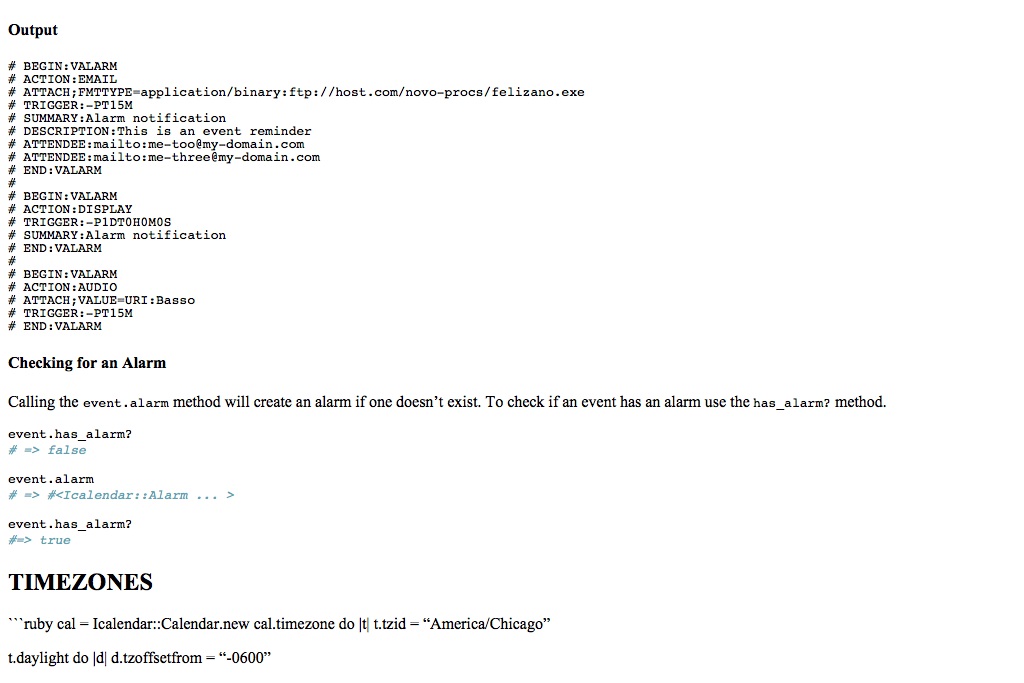 Output
# BEGIN:VALARM
# ACTION:EMAIL
# ATTACH;FMTTYPE=application/binary:ftp://host.com/novo-procs/felizano.exe
# TRIGGER:-PT15M
# SUMMARY:Alarm notification
# DESCRIPTION:This is an event reminder
# ATTENDEE:mailto:me-too@my-domain.com
# ATTENDEE:mailto:me-three@my-domain.com
# END:VALARM
#
# BEGIN:VALARM
# ACTION:DISPLAY
# TRIGGER:-P1DT0H0M0S
# SUMMARY:Alarm notification
# END:VALARM
#
# BEGIN:VALARM
# ACTION:AUDIO
# ATTACH;VALUE=URI:Basso
# TRIGGER:-PT15M
# END:VALARM
Checking for an Alarm
Calling the event.alarm method will create an alarm if one doesn’t exist. To check if an event has an alarm use the has_alarm? method.
event.has_alarm?
# => false
event.alarm
# => #<Icalendar::Alarm ... >
event.has_alarm?
#=> true
TIMEZONES
```ruby cal = Icalendar::Calendar.new cal.timezone do |t| t.tzid = “America/Chicago”
t.daylight do |d| d.tzoffsetfrom = “-0600”